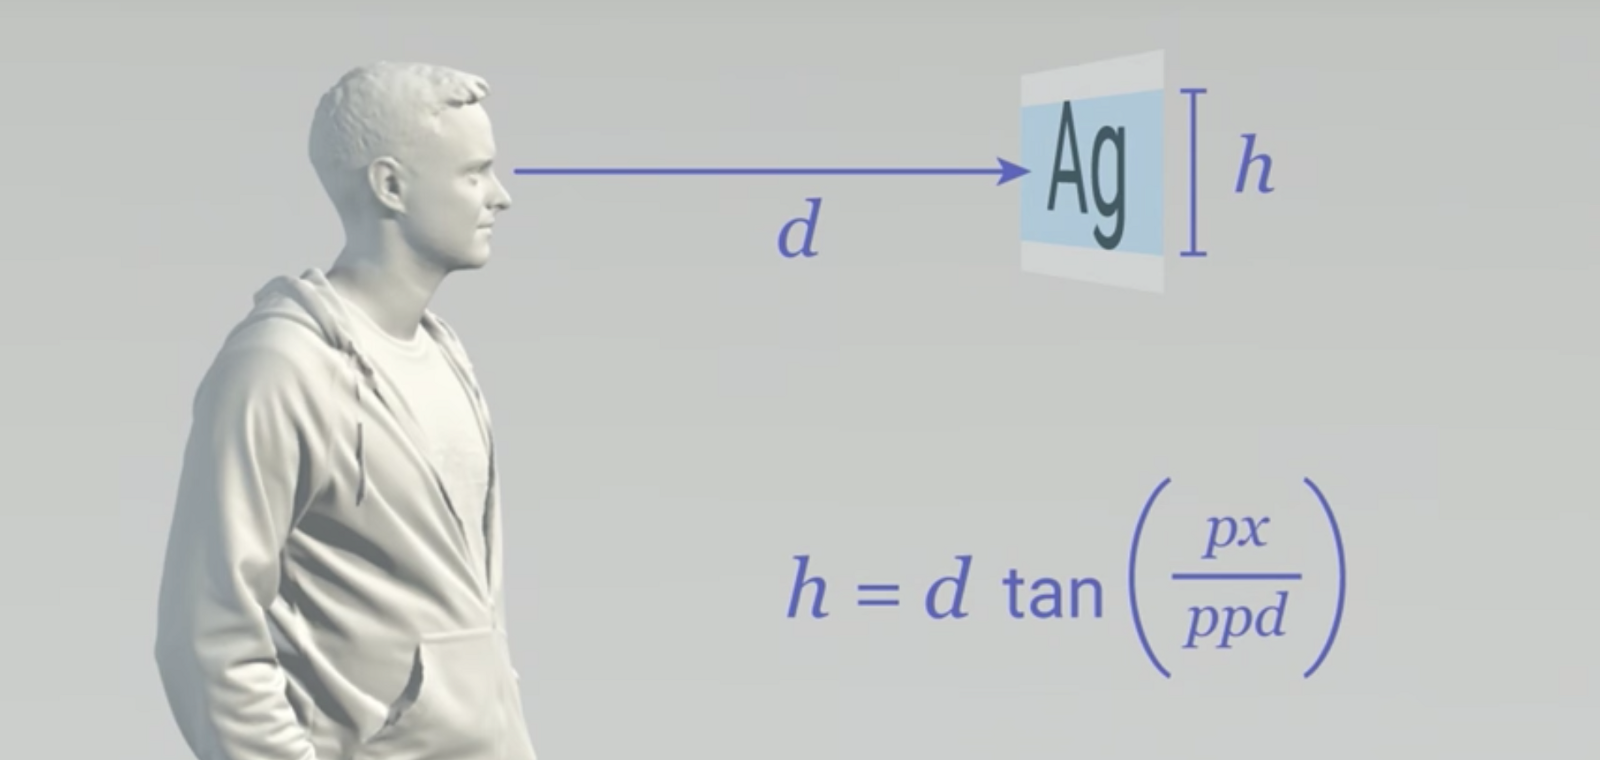 Ag
h
d
h = d tan(px/ppd)